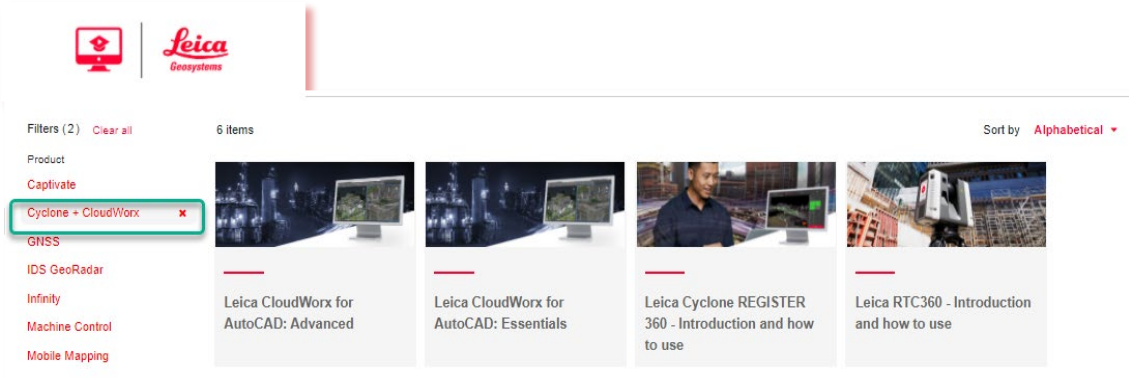 Leica
Geosystems
Filters (2) Clear all
6 items
Sort by Alphabetical
Product
Captivate
Cyclone + CloudWorx ×
GNSS
IDS GeoRadar
Infinity
Machine Control
Mobile Mapping
Leica CloudWorx for
AutoCAD: Advanced
Leica CloudWorx for
AutoCAD: Essentials
Leica Cyclone REGISTER
360 - Introduction and how
to use
Leica RTC360 - Introduction
and how to use